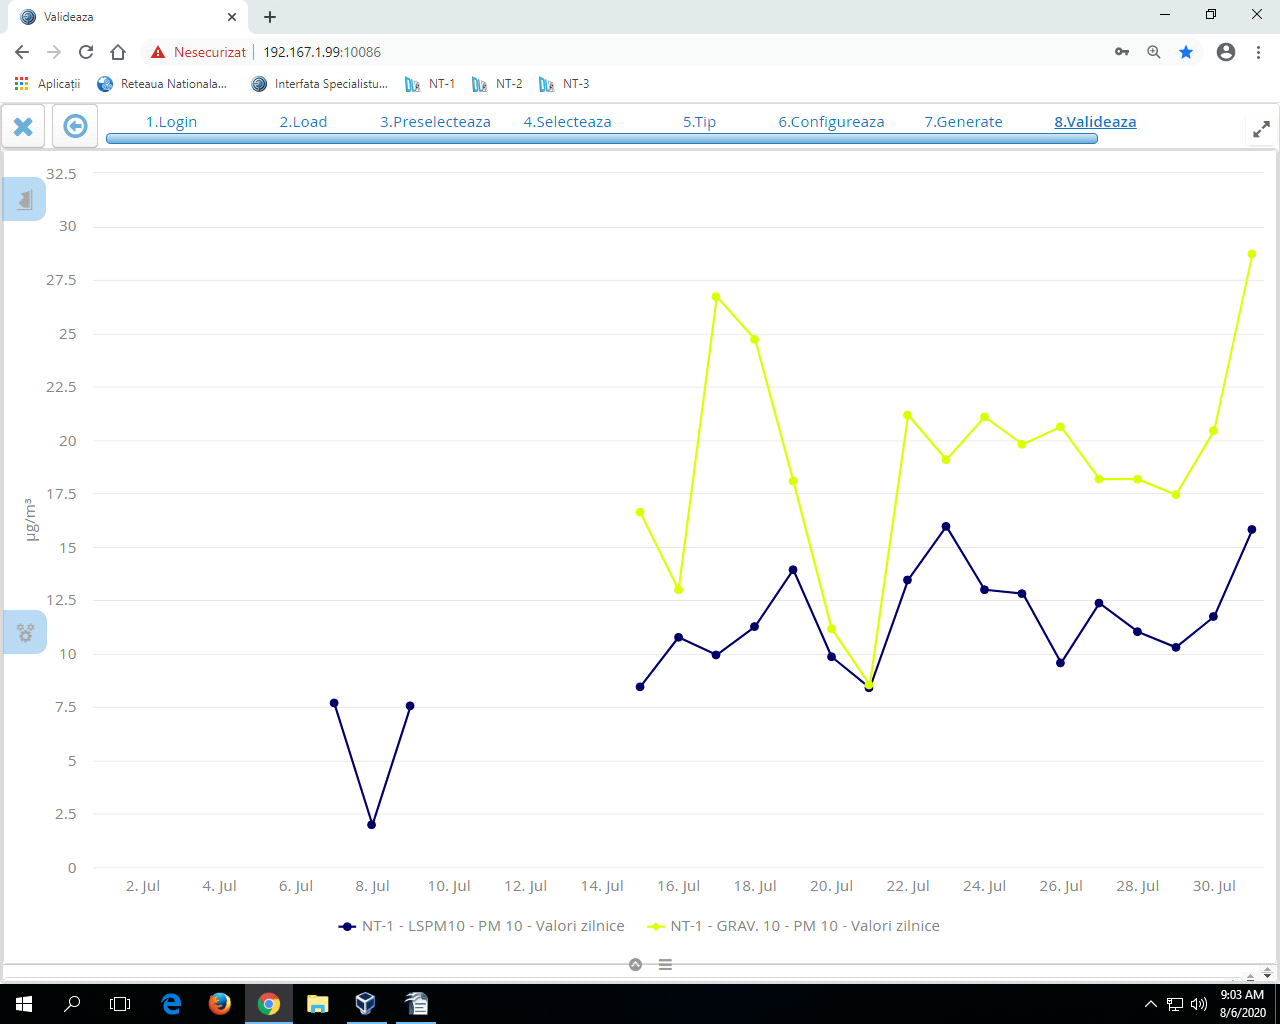 Valideaza
Nesecurizat 192.167.1.99:10086
Aplicații Reteaua Nationala... Interfata Specialistu... NT-1 NT-2 NT-3
1.Login 2.Load 3.Preselecteaza 4.Selecteaza 5.Tip 6.Configureaza 7.Generate 8.Valideaza
32.5
30
27.5
25
22.5
20
17.5
15
12.5
10
7.5
5
2.5
0
µg/m³
2. Jul 4. Jul 6. Jul 8. Jul 10. Jul 12. Jul 14. Jul 16. Jul 18. Jul 20. Jul 22. Jul 24. Jul 26. Jul 28. Jul 30. Jul
NT-1 - LSPM10 - PM 10 - Valori zilnice NT-1 - GRAV. 10 - PM 10 - Valori zilnice
9:03 AM
8/6/2020